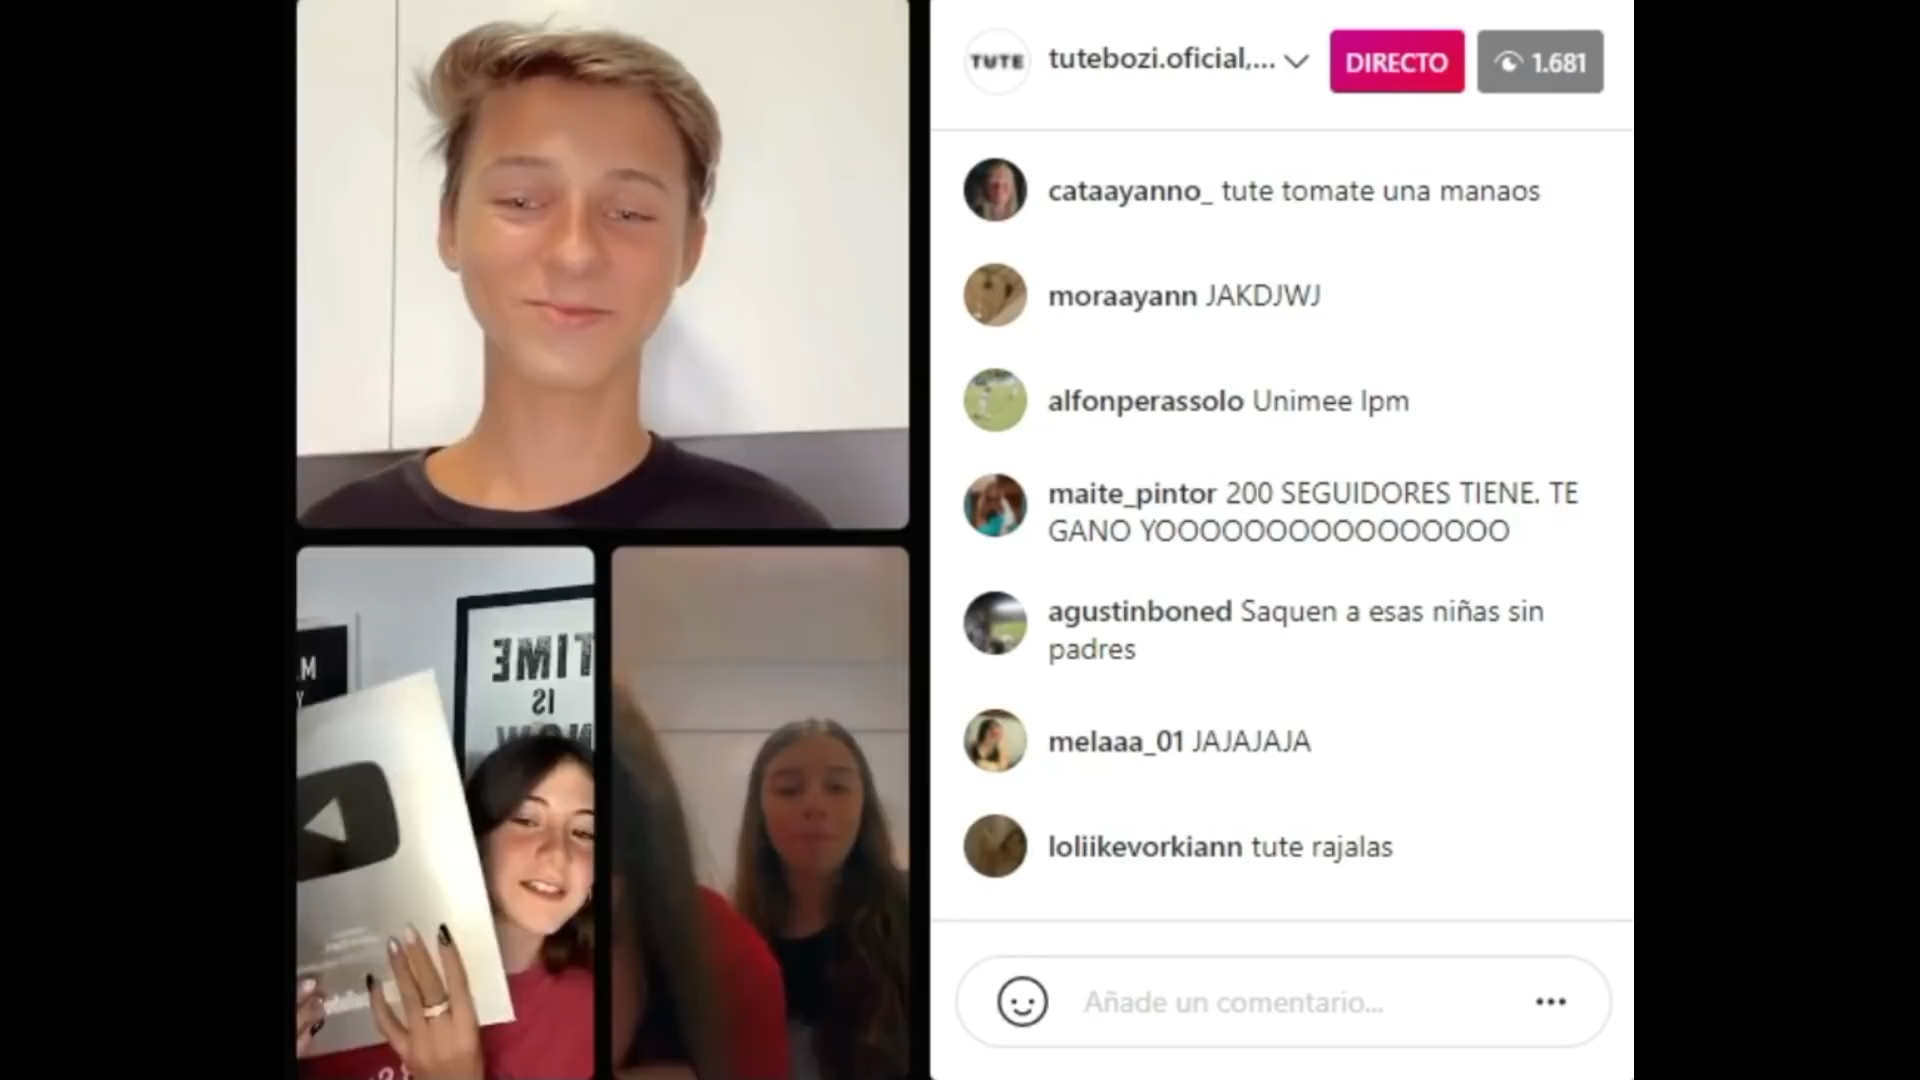 TUTE
tutebozi.oficial,...
DIRECTO
1.681
cataayanno_ tute tomate una manaos
moraayann JAKDJWJ
alfonperassolo Unimee lpm
maite_pintor 200 SEGUIDORES TIENE. TE
GANO YOOOOOOOOOOOOOOOO
agustinboned Saquen a esas niñas sin
padres
melaaa_01 JAJAJAJA
loliikevorkiann tute rajalas
Añade un comentario...
TIME
IS
NOW
M
Y